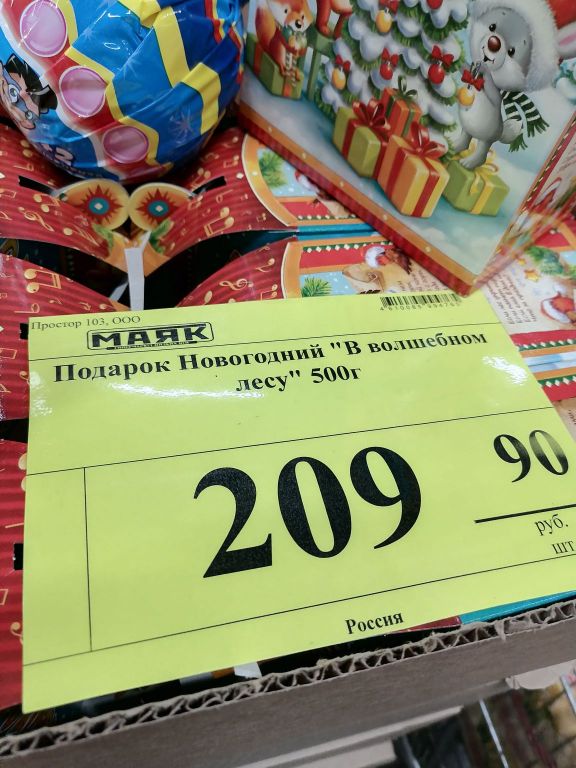 Простор 103, ООО
МАЯК
Подарок Новогодний "В волшебном
лесу" 500г
209
90
руб.
шт
Россия